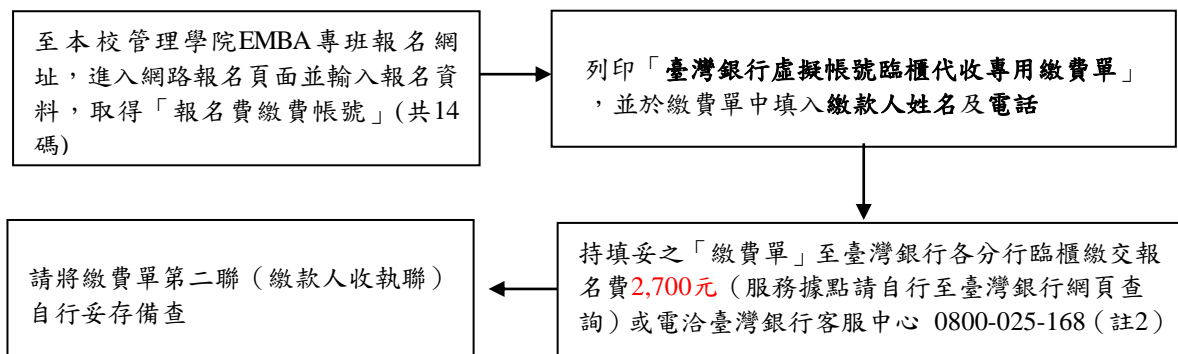 至本校管理學院EMBA專班報名網
址，進入網路報名頁面並輸入報名資
料，取得「報名費繳費帳號」(共14
碼)
列印「臺灣銀行虛擬帳號臨櫃代收專用繳費單」
，並於繳費單中填入繳款人姓名及電話
持填妥之「繳費單」至臺灣銀行各分行臨櫃繳交報
名費2,700元（服務據點請自行至臺灣銀行網頁查
詢）或電洽臺灣銀行客服中心 0800-025-168（註2）
請將繳費單第二聯（繳款人收執聯）
自行妥存備查